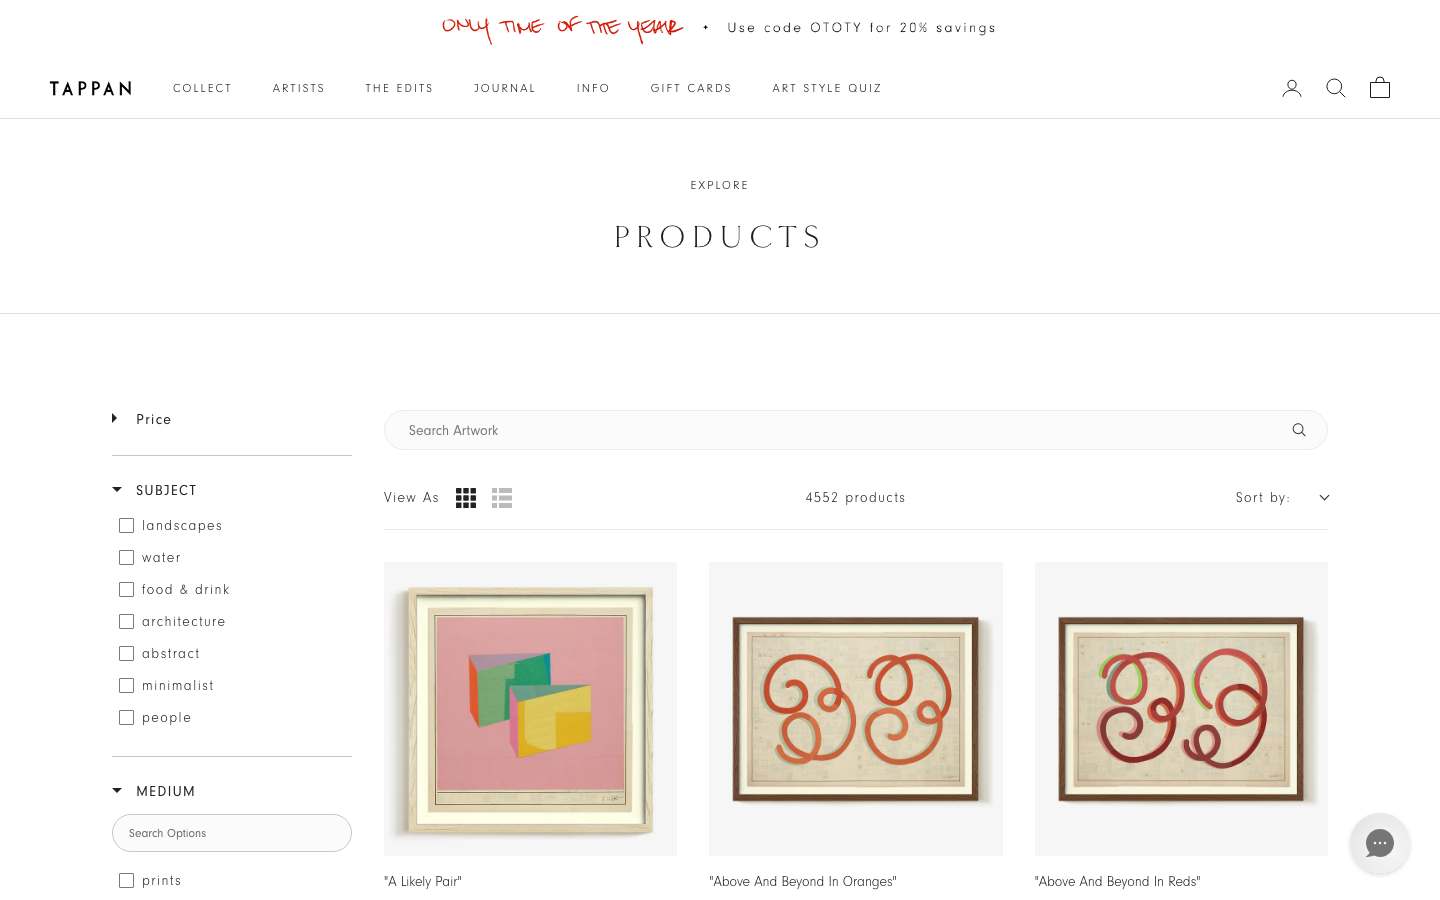 ONLY TIME OF THE YEAR • Use code OTOTY for 20% savings
TAPPAN COLLECT ARTISTS THE EDITS JOURNAL INFO GIFT CARDS ART STYLE QUIZ
EXPLORE
PRODUCTS
Price
Search Artwork
SUBJECT
View As 4552 products Sort by:
landscapes
water
food & drink
architecture
abstract
minimalist
people
MEDIUM
Search Options
prints
"A Likely Pair" "Above And Beyond In Oranges" "Above And Beyond In Reds"